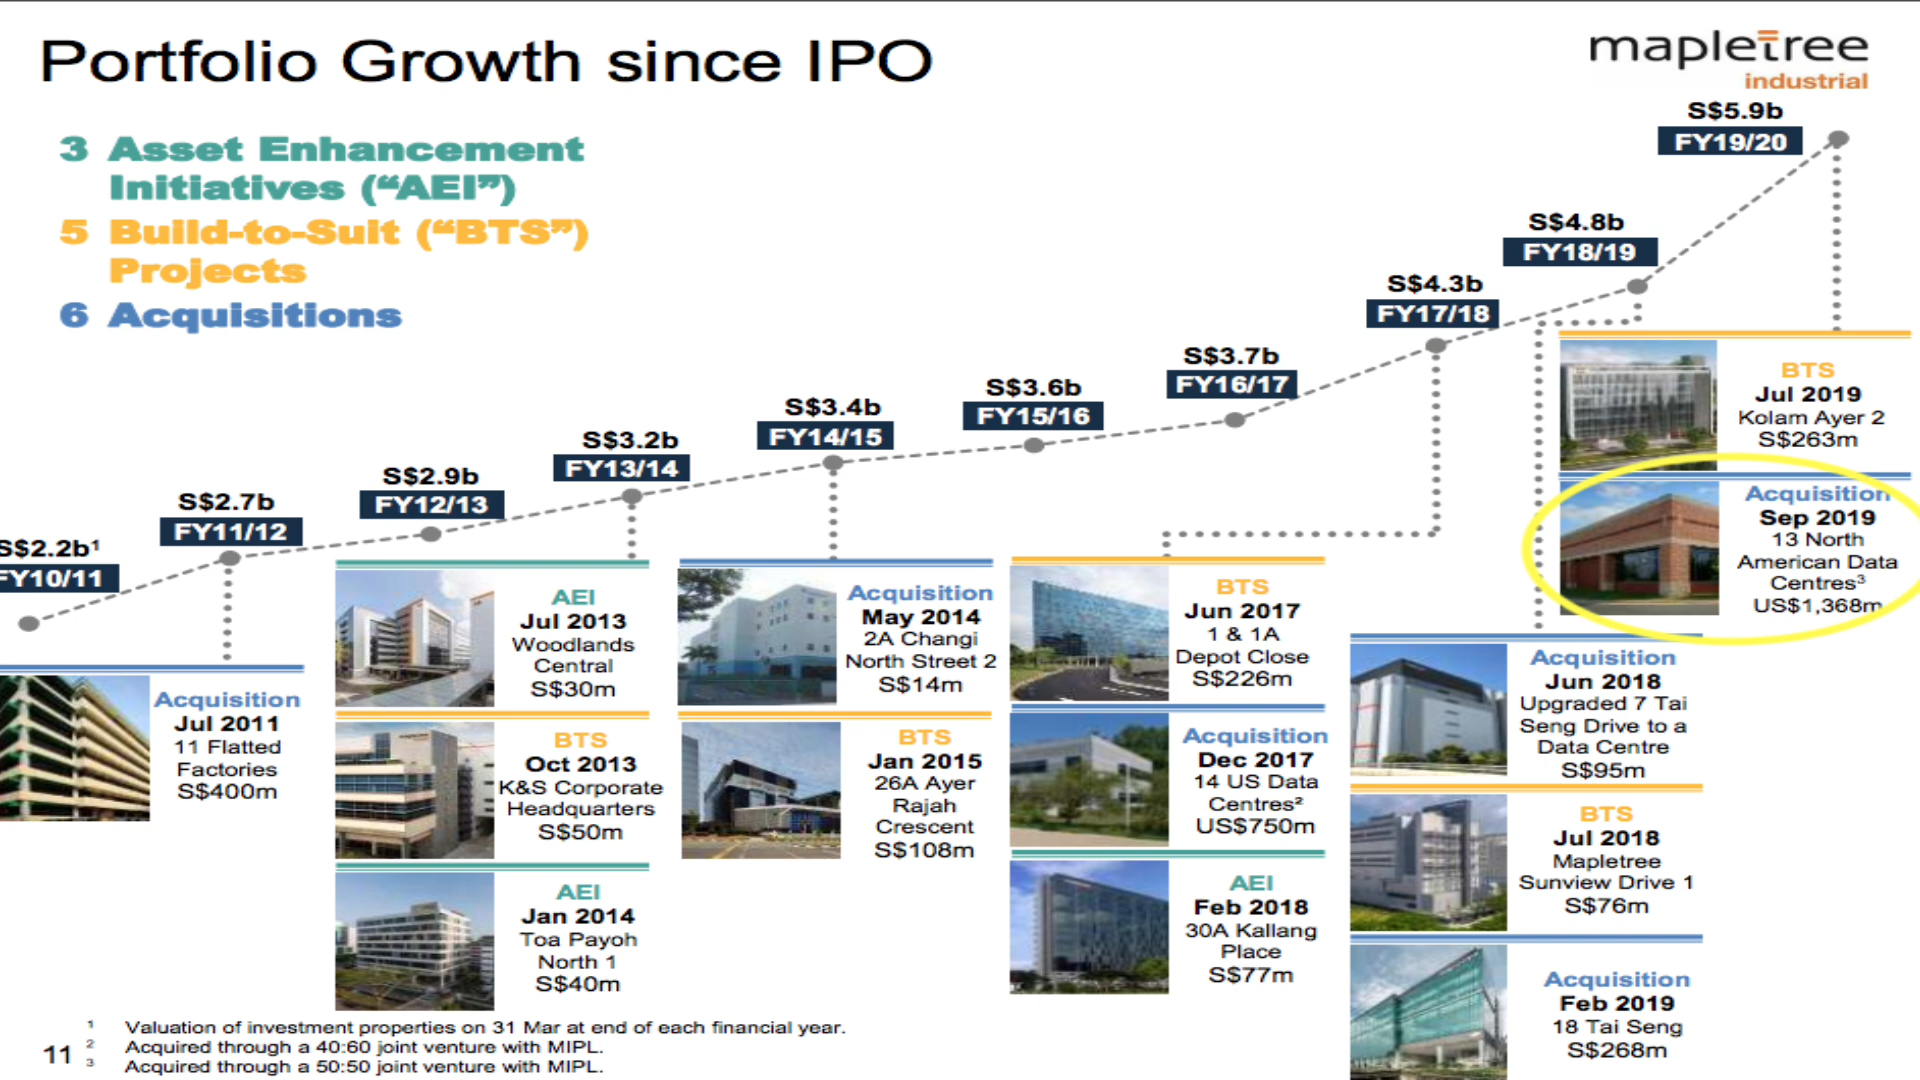 Portfolio Growth since IPO
mapletree
industrial
3 Asset Enhancement
Initiatives (“AEI”)
5 Build-to-Suit (“BTS”)
Projects
6 Acquisitions
S$2.2b¹
FY10/11
S$2.7b
FY11/12
S$2.9b
FY12/13
S$3.2b
FY13/14
S$3.4b
FY14/15
S$3.6b
FY15/16
S$3.7b
FY16/17
S$4.3b
FY17/18
S$4.8b
FY18/19
S$5.9b
FY19/20
Acquisition
Jul 2011
11 Flatted
Factories
S$400m
AEI
Jul 2013
Woodlands
Central
S$30m
BTS
Oct 2013
K&S Corporate
Headquarters
S$50m
AEI
Jan 2014
Toa Payoh
North 1
S$40m
Acquisition
May 2014
2A Changi
North Street 2
S$14m
BTS
Jan 2015
26A Ayer
Rajah
Crescent
S$108m
BTS
Jun 2017
1 & 1A
Depot Close
S$226m
Acquisition
Dec 2017
14 US Data
Centres²
US$750m
AEI
Feb 2018
30A Kallang
Place
S$77m
Acquisition
Jun 2018
Upgraded 7 Tai
Seng Drive to a
Data Centre
S$95m
BTS
Jul 2018
Mapletree
Sunview Drive 1
S$76m
Acquisition
Feb 2019
18 Tai Seng
S$268m
BTS
Jul 2019
Kolam Ayer 2
S$263m
Acquisition
Sep 2019
13 North
American Data
Centres³
US$1,368m
¹ Valuation of investment properties on 31 Mar at end of each financial year.
² Acquired through a 40:60 joint venture with MIPL.
³ Acquired through a 50:50 joint venture with MIPL.
11